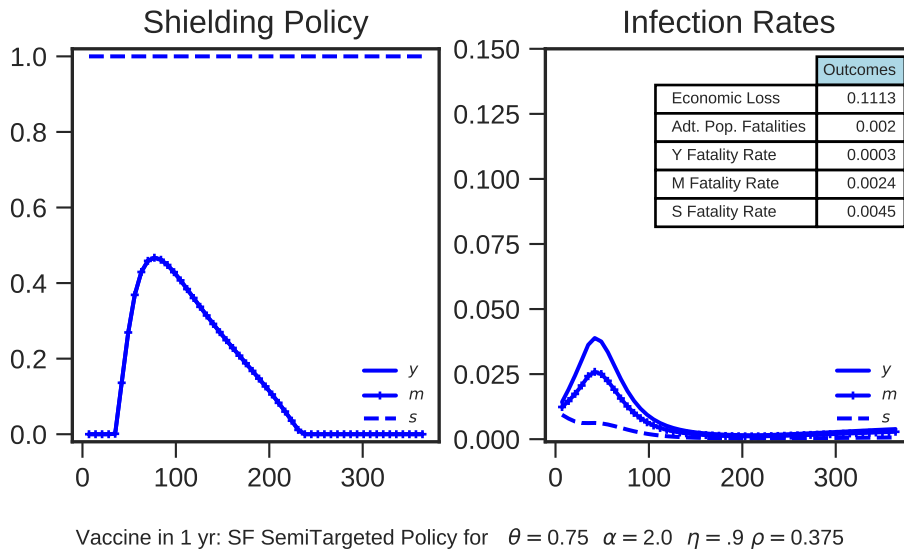 Shielding Policy
1.0
0.8
0.6
0.4
0.2
0.0
0 100 200 300
y
m
s
Infection Rates
0.150
0.125
0.100
0.075
0.050
0.025
0.000
0 100 200 300
Outcomes
Economic Loss 0.1113
Adt. Pop. Fatalities 0.002
Y Fatality Rate 0.0003
M Fatality Rate 0.0024
S Fatality Rate 0.0045
y
m
s
Vaccine in 1 yr: SF SemiTargeted Policy for θ = 0.75 α = 2.0 η = .9 ρ = 0.375